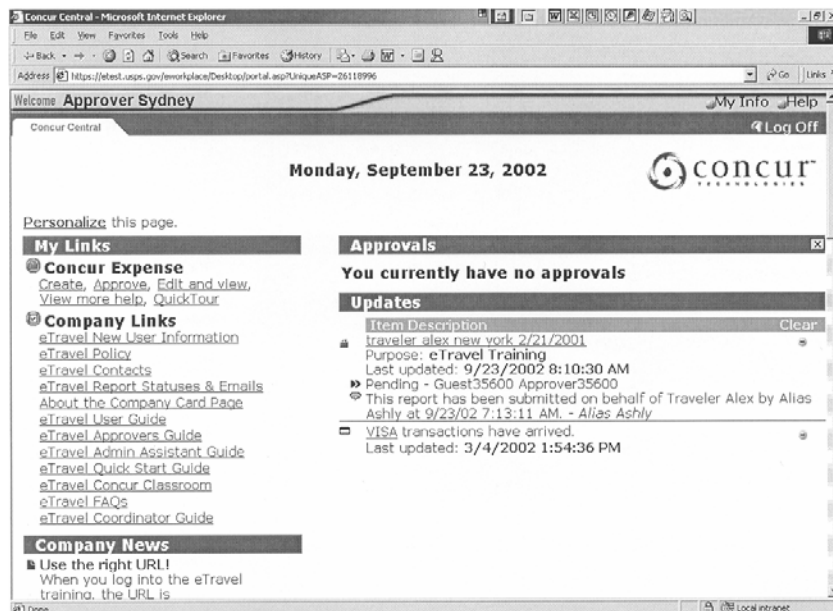 Concur Central - Microsoft Internet Explorer
File Edit View Favorites Tools Help
Back Search Favorites History
Address https://etest.usps.gov/eworkplace/Desktop/portal.asp?UniqueASP=26118996 Go Links
Welcome Approver Sydney My Info Help
Concur Central Log Off
Monday, September 23, 2002
concur
TECHNOLOGIES
Personalize this page.
My Links
Concur Expense
Create, Approve, Edit and view,
View more help, QuickTour
Company Links
eTravel New User Information
eTravel Policy
eTravel Contacts
eTravel Report Statuses & Emails
About the Company Card Page
eTravel User Guide
eTravel Approvers Guide
eTravel Admin Assistant Guide
eTravel Quick Start Guide
eTravel Concur Classroom
eTravel FAQs
eTravel Coordinator Guide
Company News
Use the right URL!
When you log into the eTravel
training, the URL is
Approvals
You currently have no approvals
Updates
Item Description Clear
traveler alex new york 2/21/2001
Purpose: eTravel Training
Last updated: 9/23/2002 8:10:30 AM
Pending - Guest35600 Approver35600
This report has been submitted on behalf of Traveler Alex by Alias
Ashly at 9/23/02 7:13:11 AM. - Alias Ashly
VISA transactions have arrived.
Last updated: 3/4/2002 1:54:36 PM
Done Local intranet